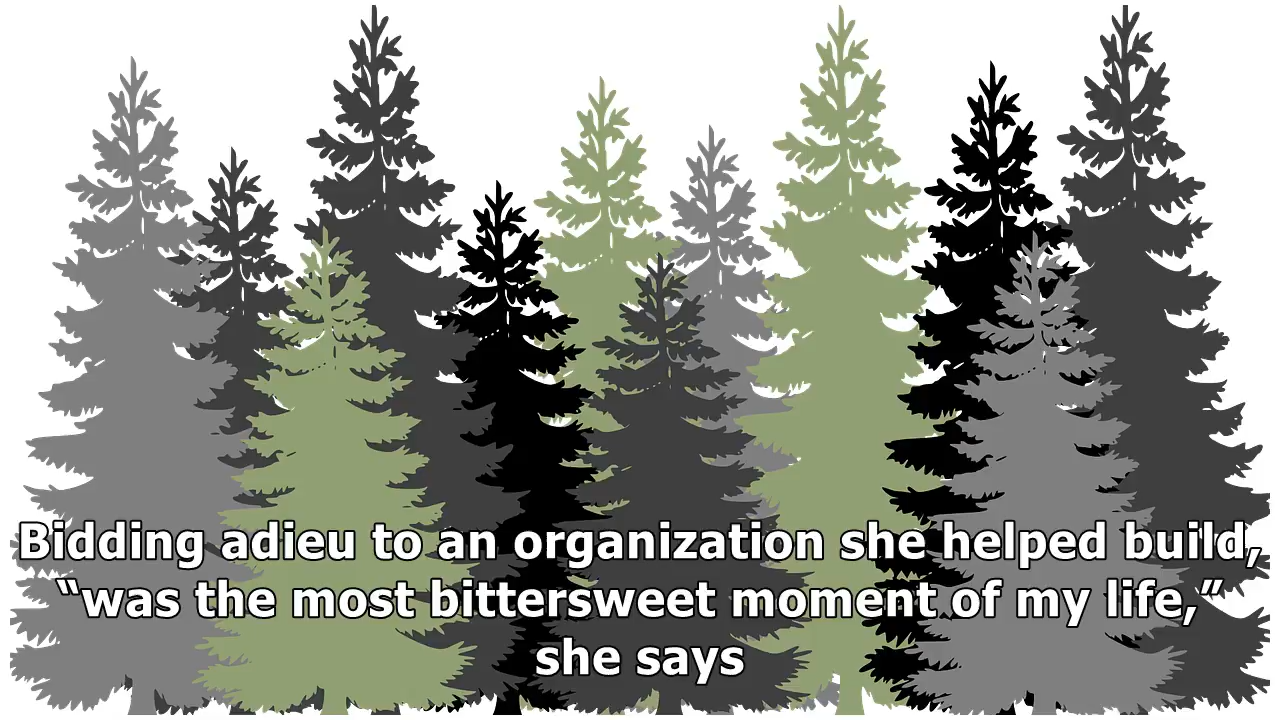 Bidding adieu to an organization she helped build,
“was the most bittersweet moment of my life,”
she says